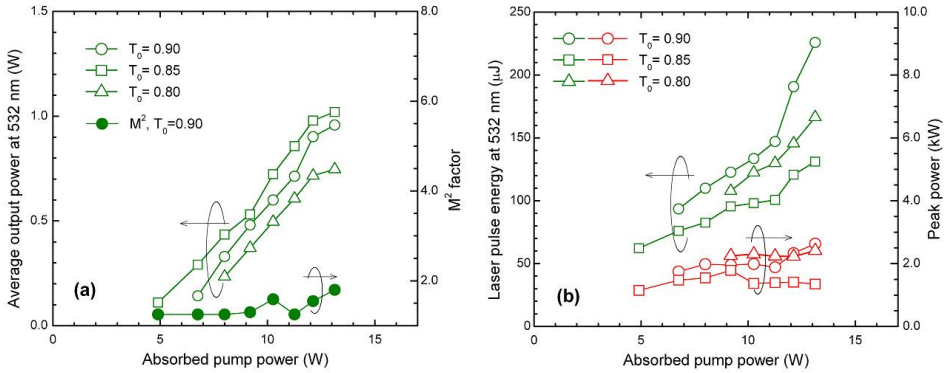 1.5
1.0
0.5
0.0
Average output power at 532 nm (W)
T₀= 0.90
T₀= 0.85
T₀= 0.80
M², T₀=0.90
(a)
8.0
6.0
4.0
2.0
M² factor
0
5
10
15
Absorbed pump power (W)
250
200
150
100
50
0
Laser pulse energy at 532 nm (μJ)
T₀= 0.90
T₀= 0.85
T₀= 0.80
(b)
10.0
8.0
6.0
4.0
2.0
0.0
Peak power (kW)
0
5
10
15
Absorbed pump power (W)